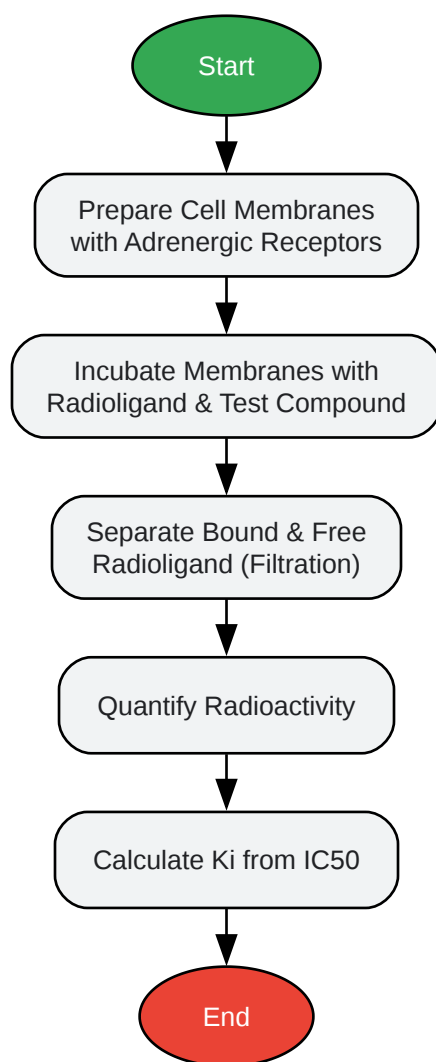 Start
Prepare Cell Membranes
with Adrenergic Receptors
Incubate Membranes with
Radioligand & Test Compound
Separate Bound & Free
Radioligand (Filtration)
Quantify Radioactivity
Calculate Ki from IC50
End